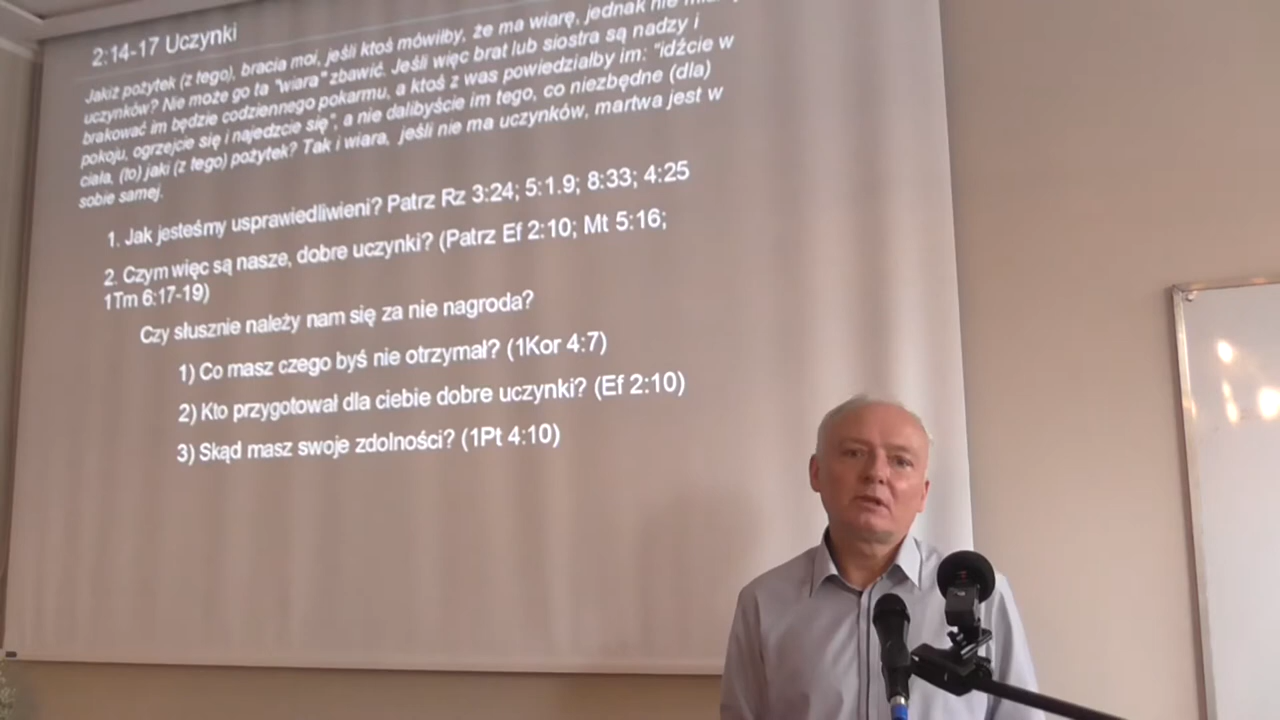 2:14-17 Uczynki
Jakiż pożytek (z tego), bracia moi, jeśli ktoś mówiłby, że ma wiarę, jednak nie
uczynków? Nie może go ta "wiara" zbawić. Jeśli więc brat lub siostra są nadzy i
brakować im będzie codziennego pokarmu, a ktoś z was powiedziałby im: "idźcie w
pokoju, ogrzejcie się i najedzcie się", a nie dalibyście im tego, co niezbędne (dla)
ciała, (to) jaki (z tego) pożytek? Tak i wiara, jeśli nie ma uczynków, martwa jest w
sobie samej.
1. Jak jesteśmy usprawiedliwieni? Patrz Rz 3:24; 5:1.9; 8:33; 4:25
2. Czym więc są nasze, dobre uczynki? (Patrz Ef 2:10; Mt 5:16;
1Tm 6:17-19)
Czy słusznie należy nam się za nie nagroda?
1) Co masz czego byś nie otrzymał? (1Kor 4:7)
2) Kto przygotował dla ciebie dobre uczynki? (Ef 2:10)
3) Skąd masz swoje zdolności? (1Pt 4:10)